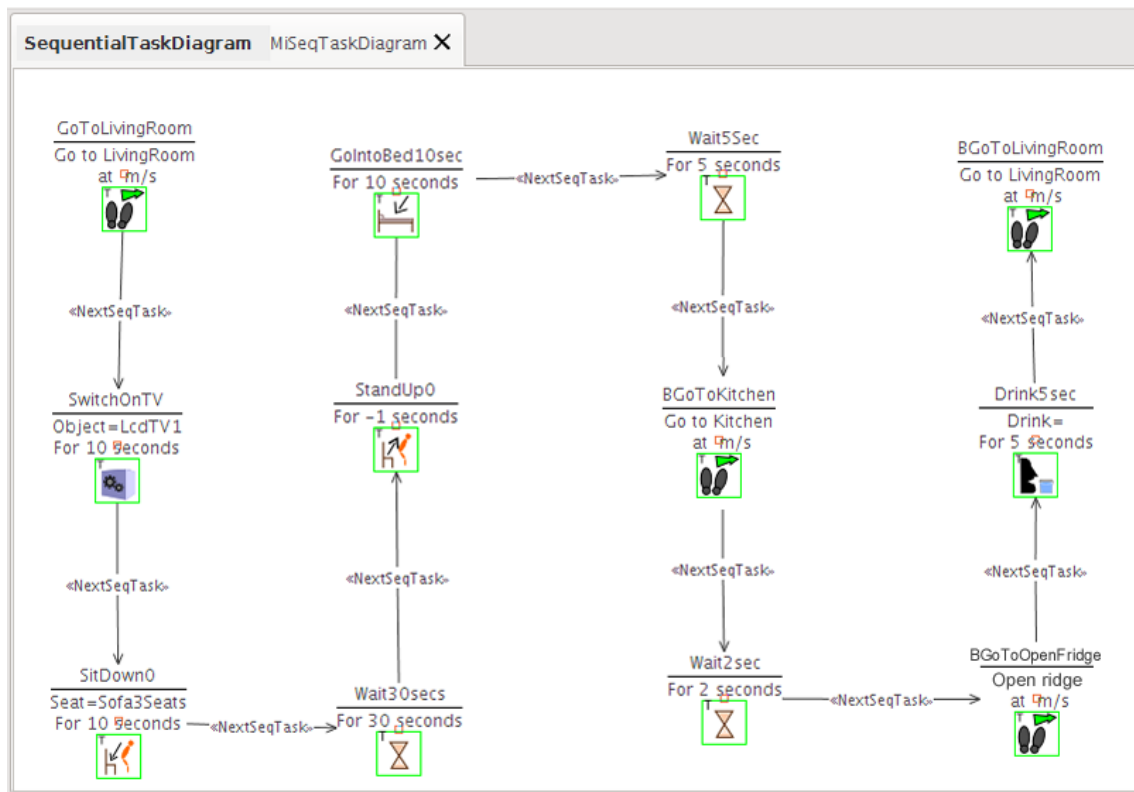 SequentialTaskDiagram MiSeqTaskDiagram X
GoToLivingRoom
Go to LivingRoom
at m/s
T
«NextSeqTask»
SwitchOnTV
Object=LcdTV1
For 10 seconds
T
«NextSeqTask»
SitDown0
Seat=Sofa3Seats
For 10 seconds
T
«NextSeqTask»
Wait30secs
For 30 seconds
T
«NextSeqTask»
StandUp0
For -1 seconds
T
«NextSeqTask»
GoIntoBed10sec
For 10 seconds
T
«NextSeqTask»
Wait5Sec
For 5 seconds
T
«NextSeqTask»
BGoToKitchen
Go to Kitchen
at m/s
T
«NextSeqTask»
Wait2sec
For 2 seconds
T
«NextSeqTask»
BGoToOpenFridge
Open ridge
at m/s
T
«NextSeqTask»
Drink5sec
Drink=
For 5 seconds
T
«NextSeqTask»
BGoToLivingRoom
Go to LivingRoom
at m/s
T